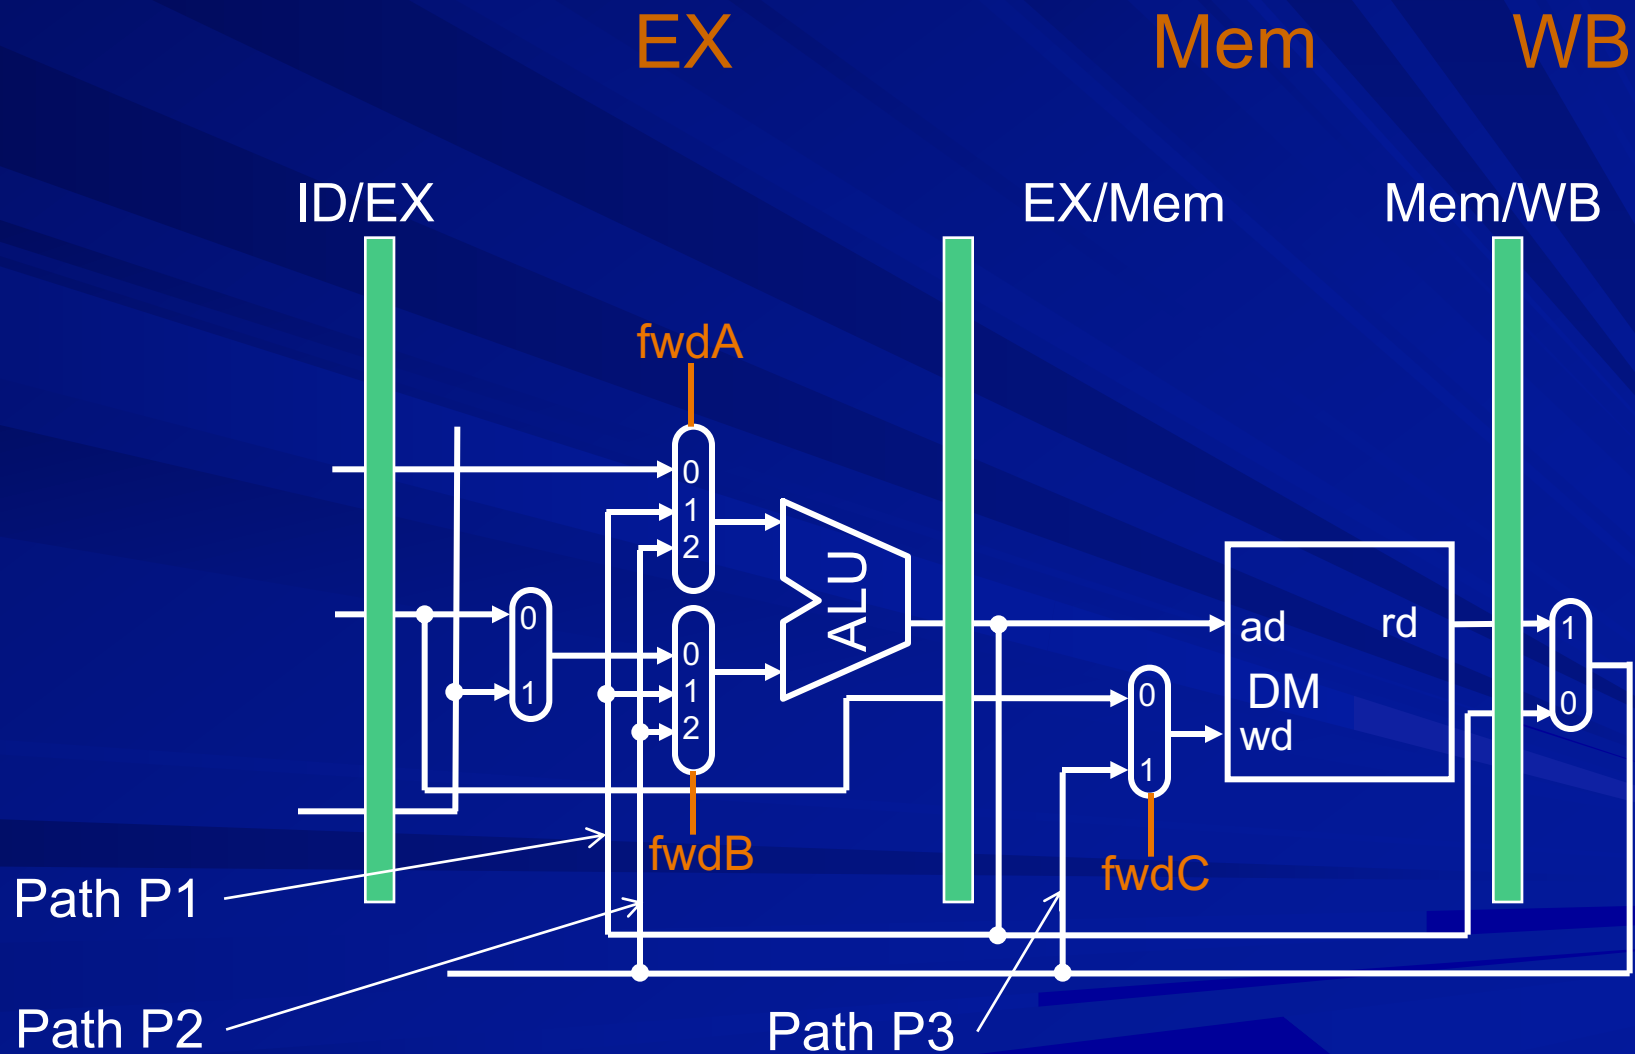 EX Mem WB
ID/EX EX/Mem Mem/WB
fwdA
0
1
2
ALU
0
1
0
1
2
ad rd
DM
wd
0
1
1
0
fwdB
fwdC
Path P1
Path P2
Path P3